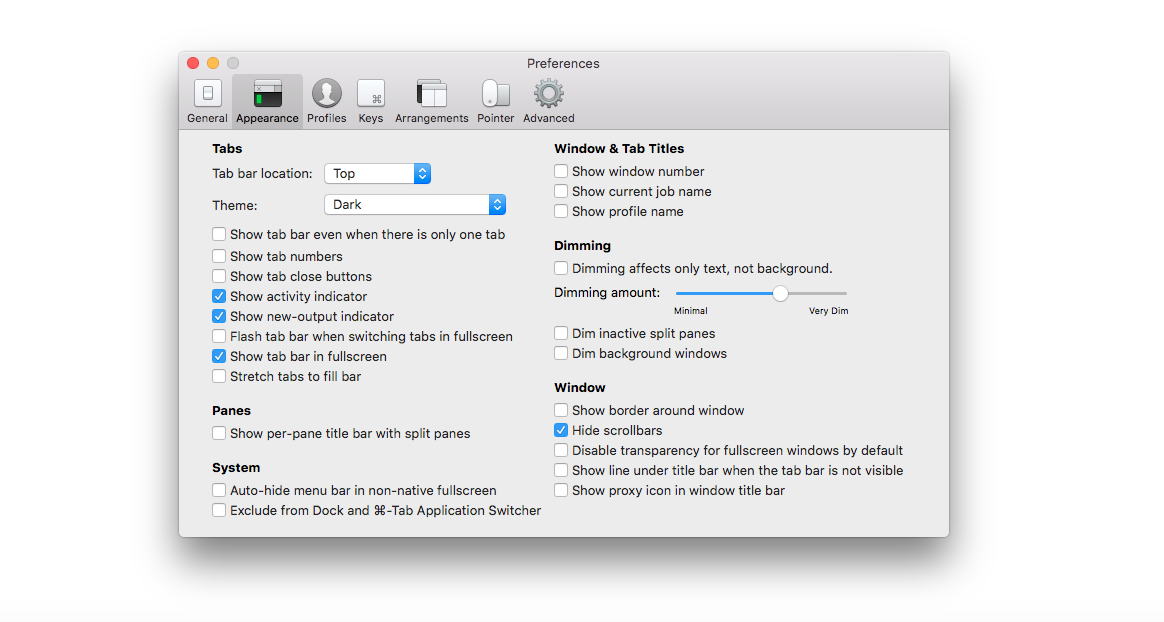 Preferences
General Appearance Profiles Keys Arrangements Pointer Advanced
Tabs
Tab bar location: Top
Theme: Dark
Show tab bar even when there is only one tab
Show tab numbers
Show tab close buttons
Show activity indicator
Show new-output indicator
Flash tab bar when switching tabs in fullscreen
Show tab bar in fullscreen
Stretch tabs to fill bar
Panes
Show per-pane title bar with split panes
System
Auto-hide menu bar in non-native fullscreen
Exclude from Dock and ⌘-Tab Application Switcher
Window & Tab Titles
Show window number
Show current job name
Show profile name
Dimming
Dimming affects only text, not background.
Dimming amount:
Minimal Very Dim
Dim inactive split panes
Dim background windows
Window
Show border around window
Hide scrollbars
Disable transparency for fullscreen windows by default
Show line under title bar when the tab bar is not visible
Show proxy icon in window title bar